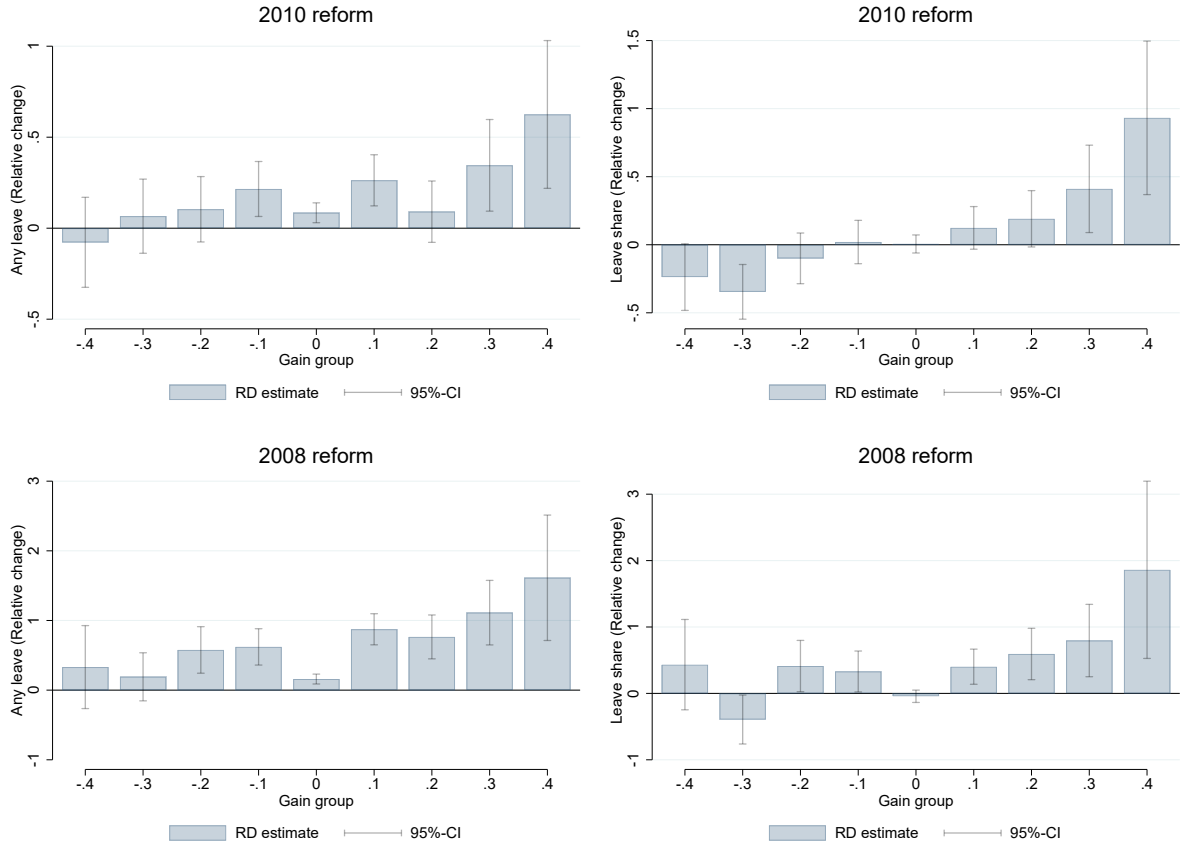 2010 reform
Any leave (Relative change)
1
.5
0
-.5
-.4 -.3 -.2 -.1 0 .1 .2 .3 .4
Gain group
RD estimate 95%-CI
2010 reform
Leave share (Relative change)
1.5
1
.5
0
-.5
-.4 -.3 -.2 -.1 0 .1 .2 .3 .4
Gain group
RD estimate 95%-CI
2008 reform
Any leave (Relative change)
3
2
1
0
-1
-.4 -.3 -.2 -.1 0 .1 .2 .3 .4
Gain group
RD estimate 95%-CI
2008 reform
Leave share (Relative change)
3
2
1
0
-1
-.4 -.3 -.2 -.1 0 .1 .2 .3 .4
Gain group
RD estimate 95%-CI